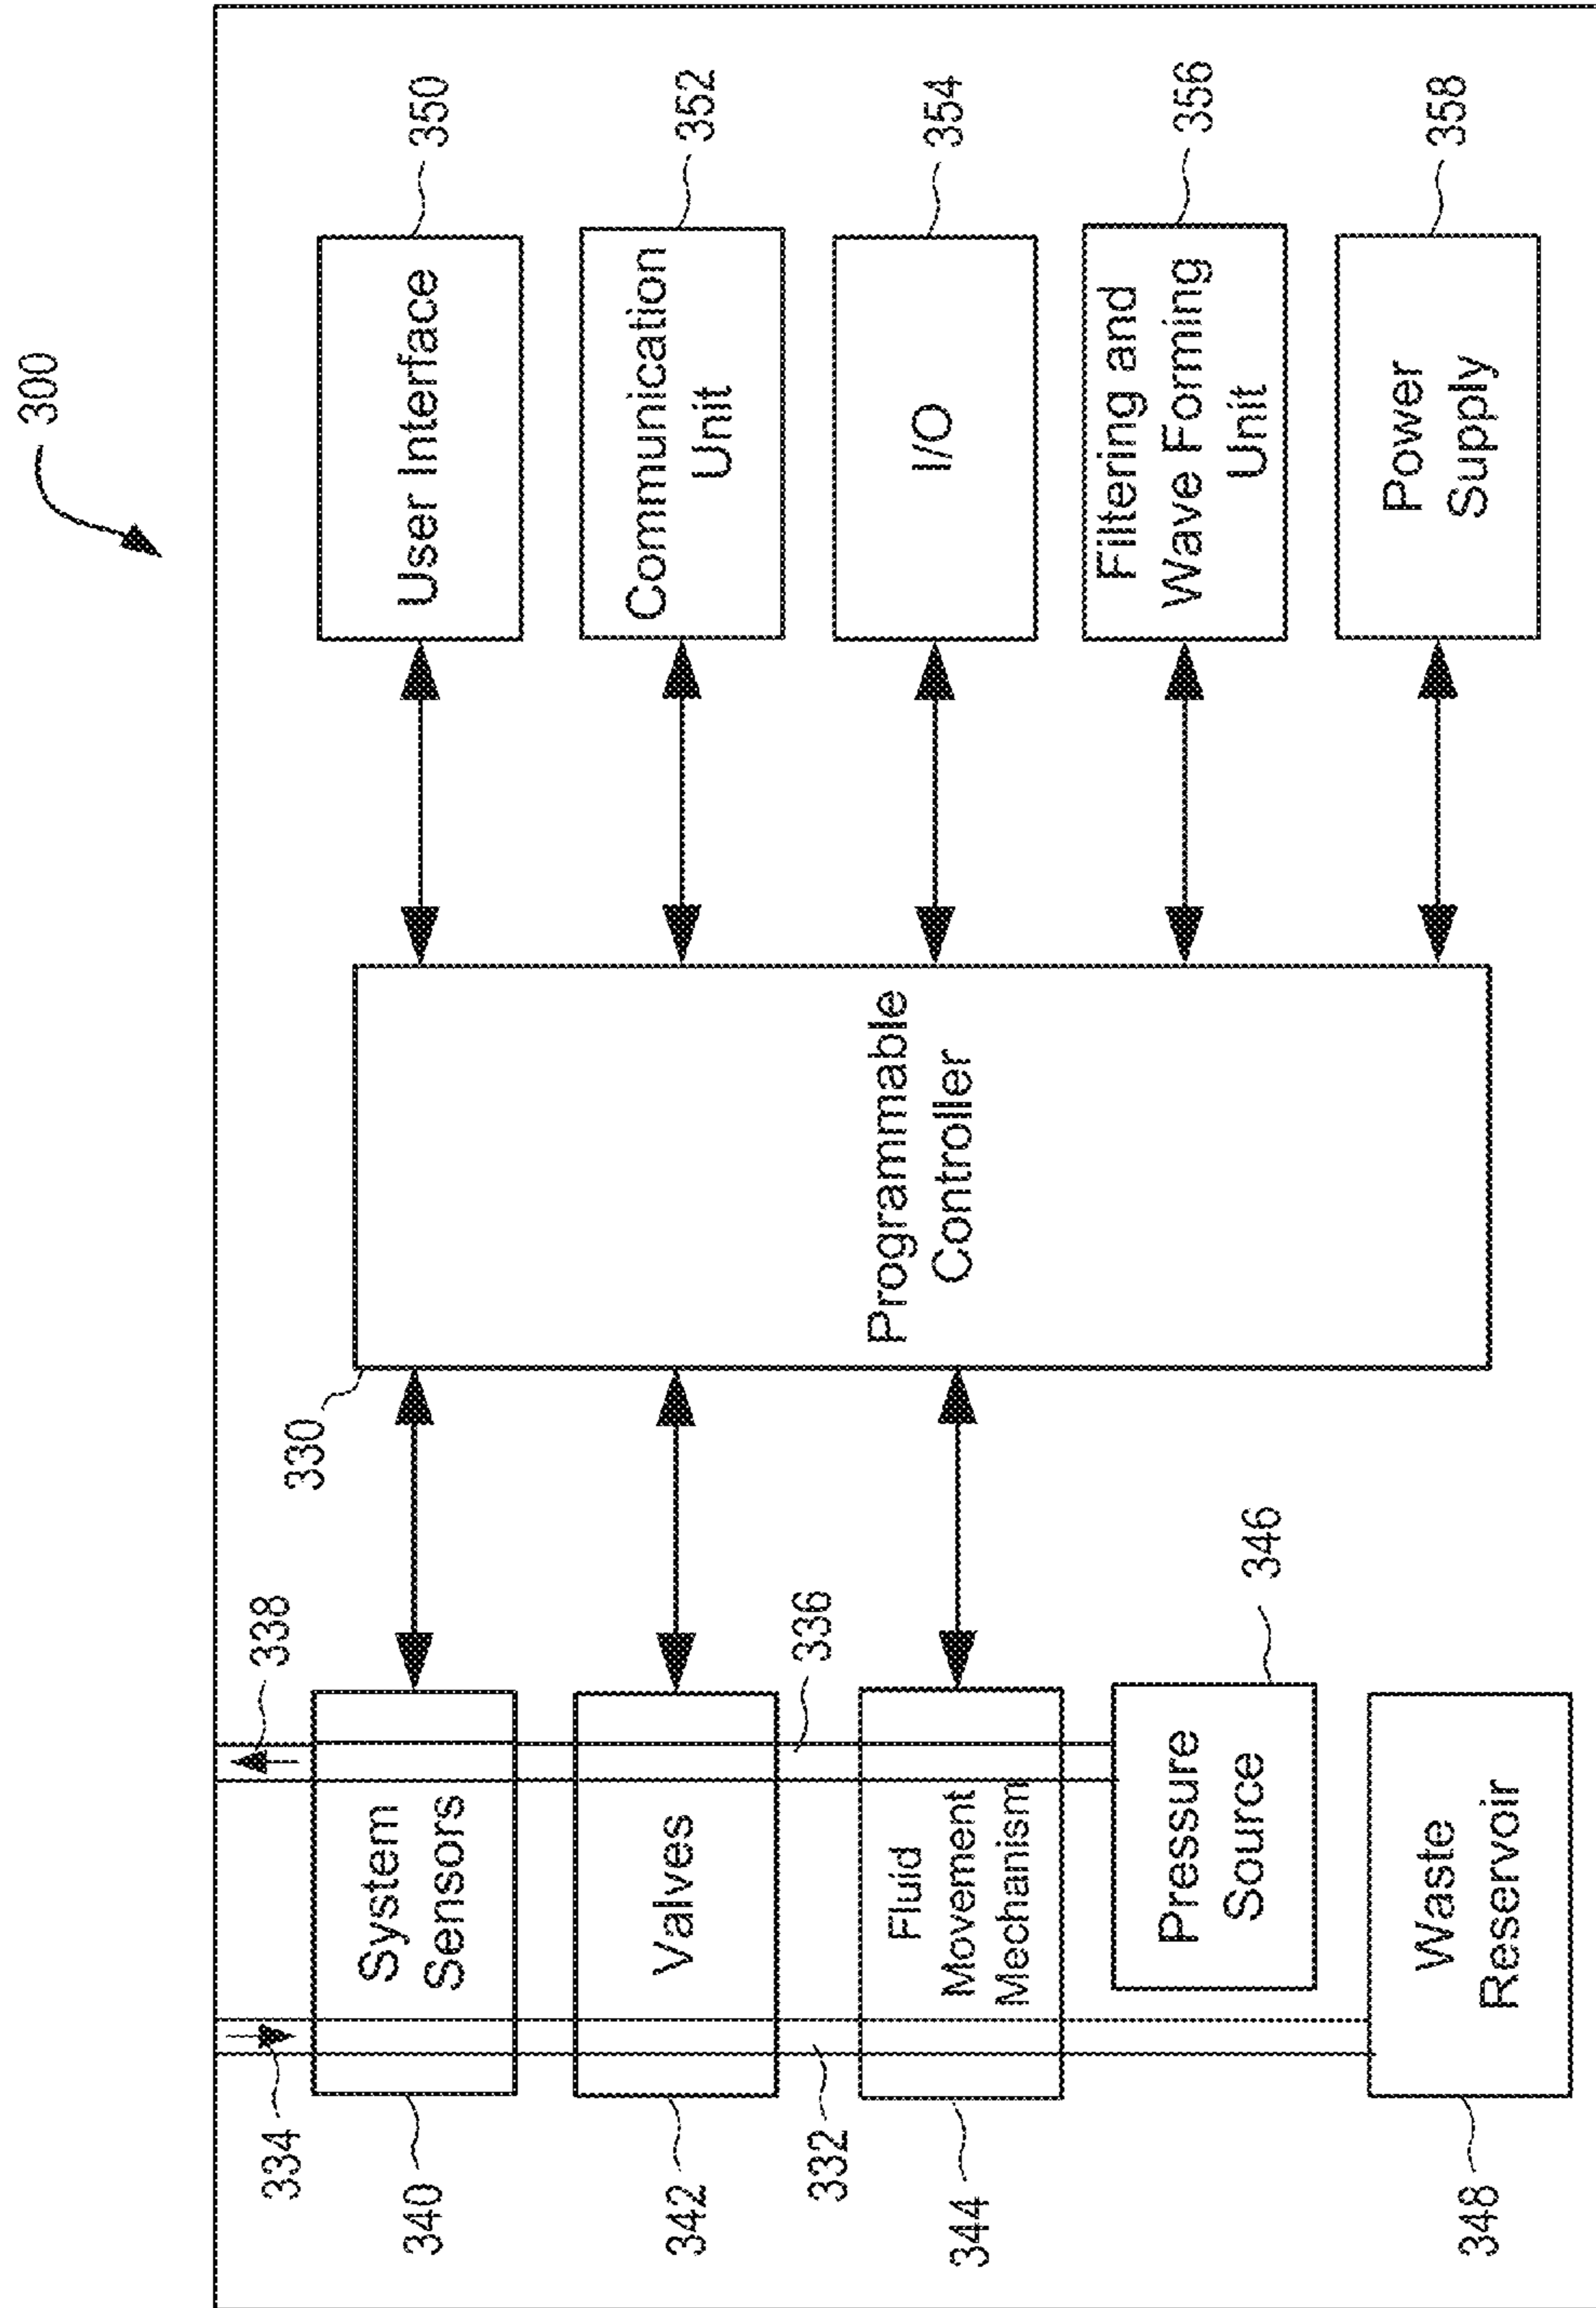 300
334
338
340
System
Sensors
342
Valves
332
336
344
Fluid
Movement
Mechanism
Pressure
Source
346
348
Waste
Reservoir
330
Programmable
Controller
User Interface
350
Communication
Unit
352
I/O
354
Filtering and
Wave Forming
Unit
356
Power
Supply
358